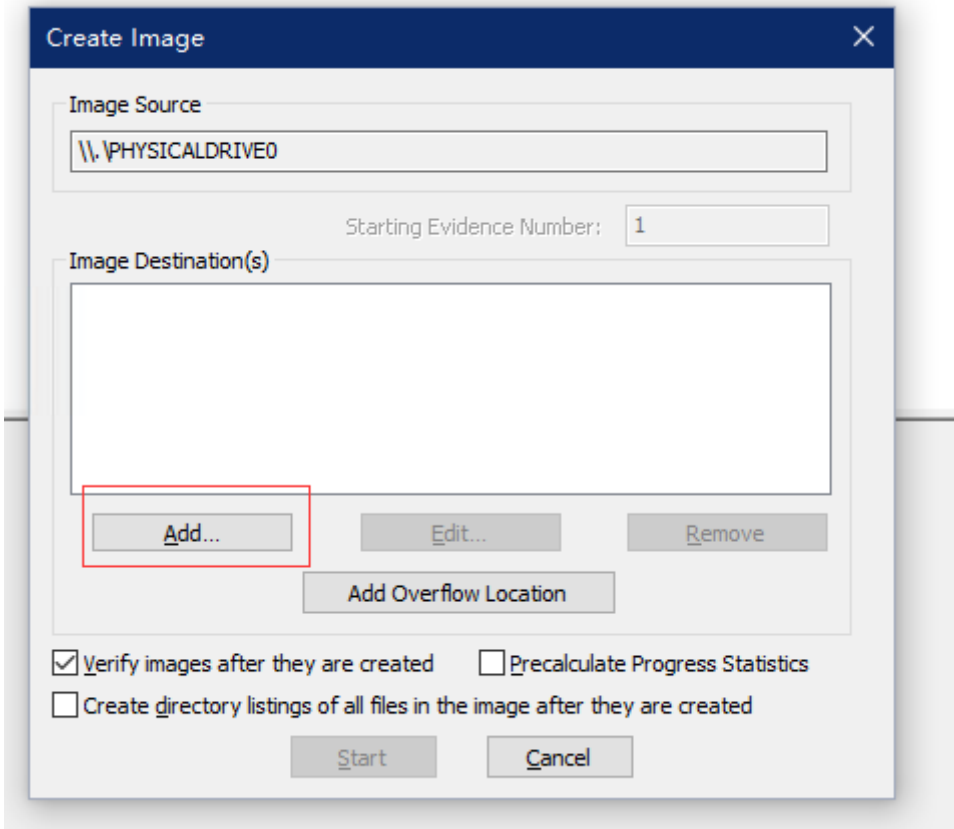 Create Image
Image Source
\\.\PHYSICALDRIVE0
Starting Evidence Number: 1
Image Destination(s)
Add... Edit... Remove
Add Overflow Location
Verify images after they are created Precalculate Progress Statistics
Create directory listings of all files in the image after they are created
Start Cancel